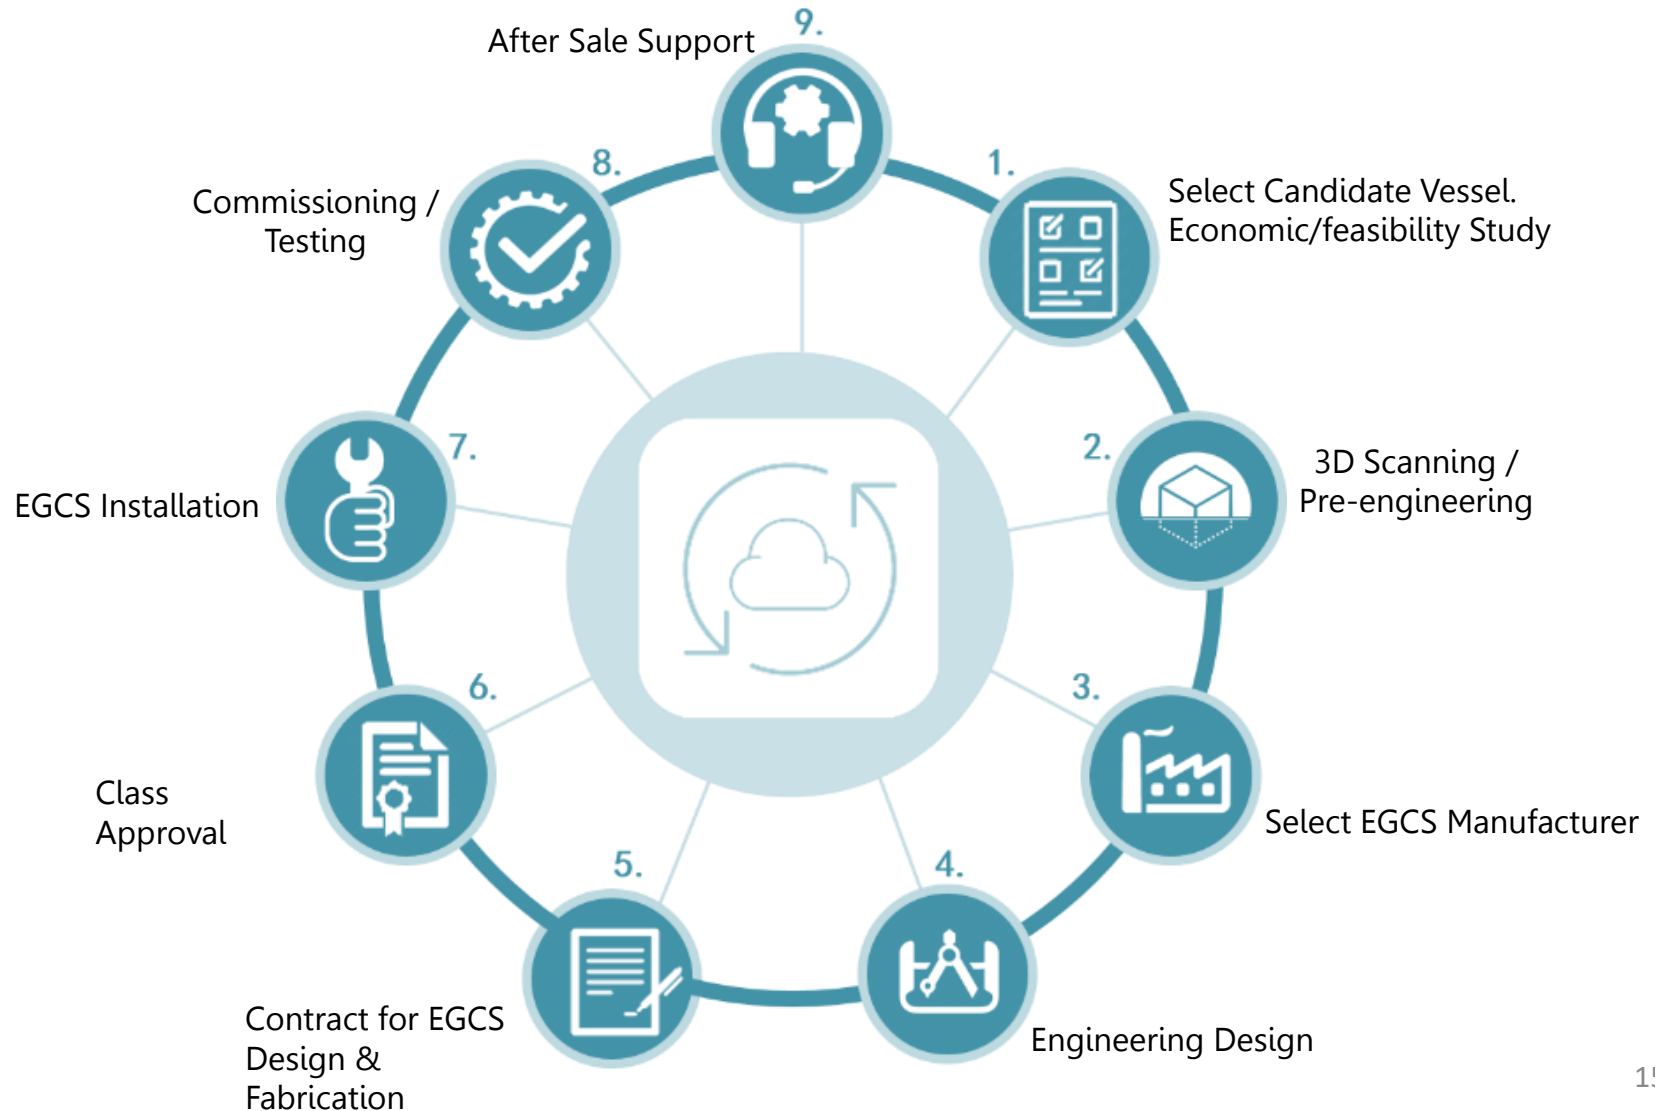 9.
After Sale Support
1.
Select Candidate Vessel.
Economic/feasibility Study
2.
3D Scanning /
Pre-engineering
3.
Select EGCS Manufacturer
4.
Engineering Design
5.
Contract for EGCS
Design &
Fabrication
6.
Class
Approval
7.
EGCS Installation
8.
Commissioning /
Testing